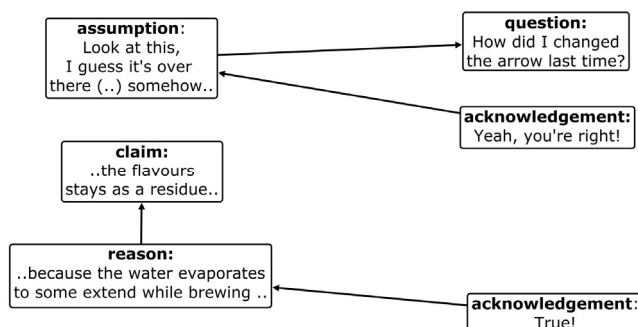 assumption:
Look at this,
I guess it's over
there (..) somehow..
question:
How did I changed
the arrow last time?
acknowledgement:
Yeah, you're right!
claim:
..the flavours
stays as a residue..
reason:
..because the water evaporates
to some extend while brewing ..
acknowledgement:
True!